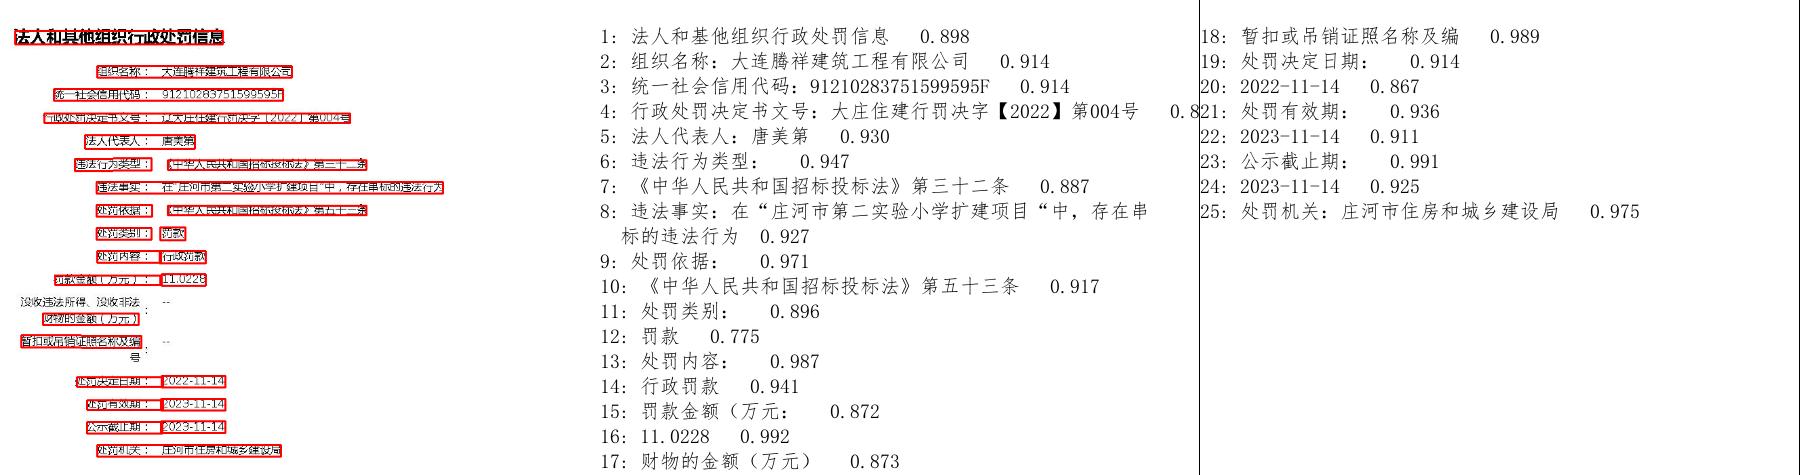 法人和其他组织行政处罚信息
组织名称： 大连腾祥建筑工程有限公司
统一社会信用代码： 91210283751599595F
行政处罚决定书文号： 辽大庄住建行罚决字〔2022〕第004号
法人代表人： 唐美第
违法行为类型： 《中华人民共和国招标投标法》第三十二条
违法事实： 在“庄河市第二实验小学扩建项目”中，存在串标的违法行为
处罚依据： 《中华人民共和国招标投标法》第五十三条
处罚类别： 罚款
处罚内容： 行政罚款
罚款金额（万元）： 11.0228
没收违法所得、没收非法
财物的金额（万元）： --
暂扣或吊销证照名称及编
号： --
处罚决定日期： 2022-11-14
处罚有效期： 2023-11-14
公示截止期： 2023-11-14
处罚机关： 庄河市住房和城乡建设局
1: 法人和基他组织行政处罚信息 0.898
2: 组织名称: 大连腾祥建筑工程有限公司 0.914
3: 统一社会信用代码: 91210283751599595F 0.914
4: 行政处罚决定书文号: 大庄住建行罚决字【2022】第004号 0.8
5: 法人代表人: 唐美第 0.930
6: 违法行为类型: 0.947
7: 《中华人民共和国招标投标法》第三十二条 0.887
8: 违法事实: 在“庄河市第二实验小学扩建项目“中, 存在串
标的违法行为 0.927
9: 处罚依据: 0.971
10: 《中华人民共和国招标投标法》第五十三条 0.917
11: 处罚类别: 0.896
12: 罚款 0.775
13: 处罚内容: 0.987
14: 行政罚款 0.941
15: 罚款金额（万元: 0.872
16: 11.0228 0.992
17: 财物的金额（万元） 0.873
18: 暂扣或吊销证照名称及编 0.989
19: 处罚决定日期: 0.914
20: 2022-11-14 0.867
21: 处罚有效期: 0.936
22: 2023-11-14 0.911
23: 公示截止期: 0.991
24: 2023-11-14 0.925
25: 处罚机关: 庄河市住房和城乡建设局 0.975